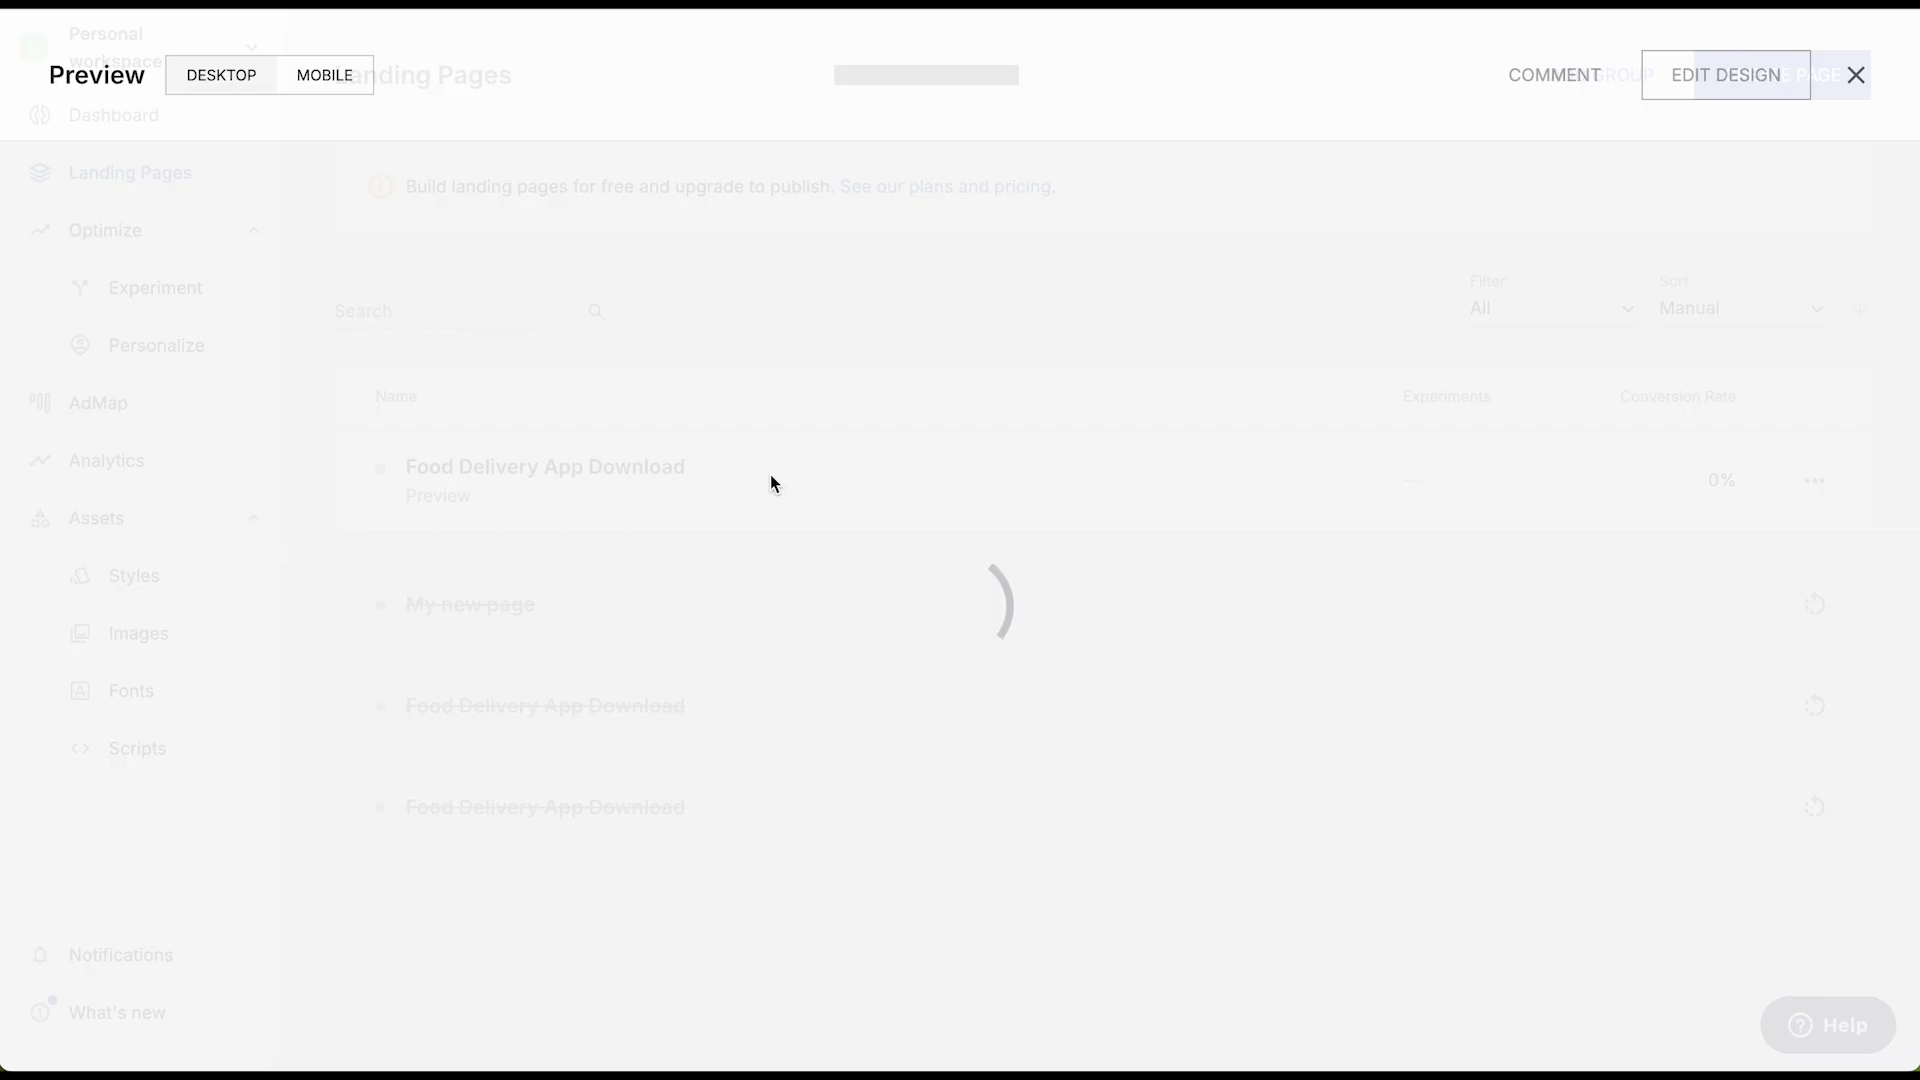 Personal
workspace
Preview
DESKTOP
MOBILE
Landing Pages
COMMENT
GROUP
EDIT DESIGN
PAGE
Dashboard
Landing Pages
Build landing pages for free and upgrade to publish. See our plans and pricing.
Optimize
Experiment
Personalize
AdMap
Analytics
Assets
Styles
Images
Fonts
Scripts
Search
Filter
All
Sort
Manual
Name
Experiments
Conversion Rate
Food Delivery App Download
Preview
--
0%
My new page
Food Delivery App Download
Food Delivery App Download
Notifications
What's new
Help